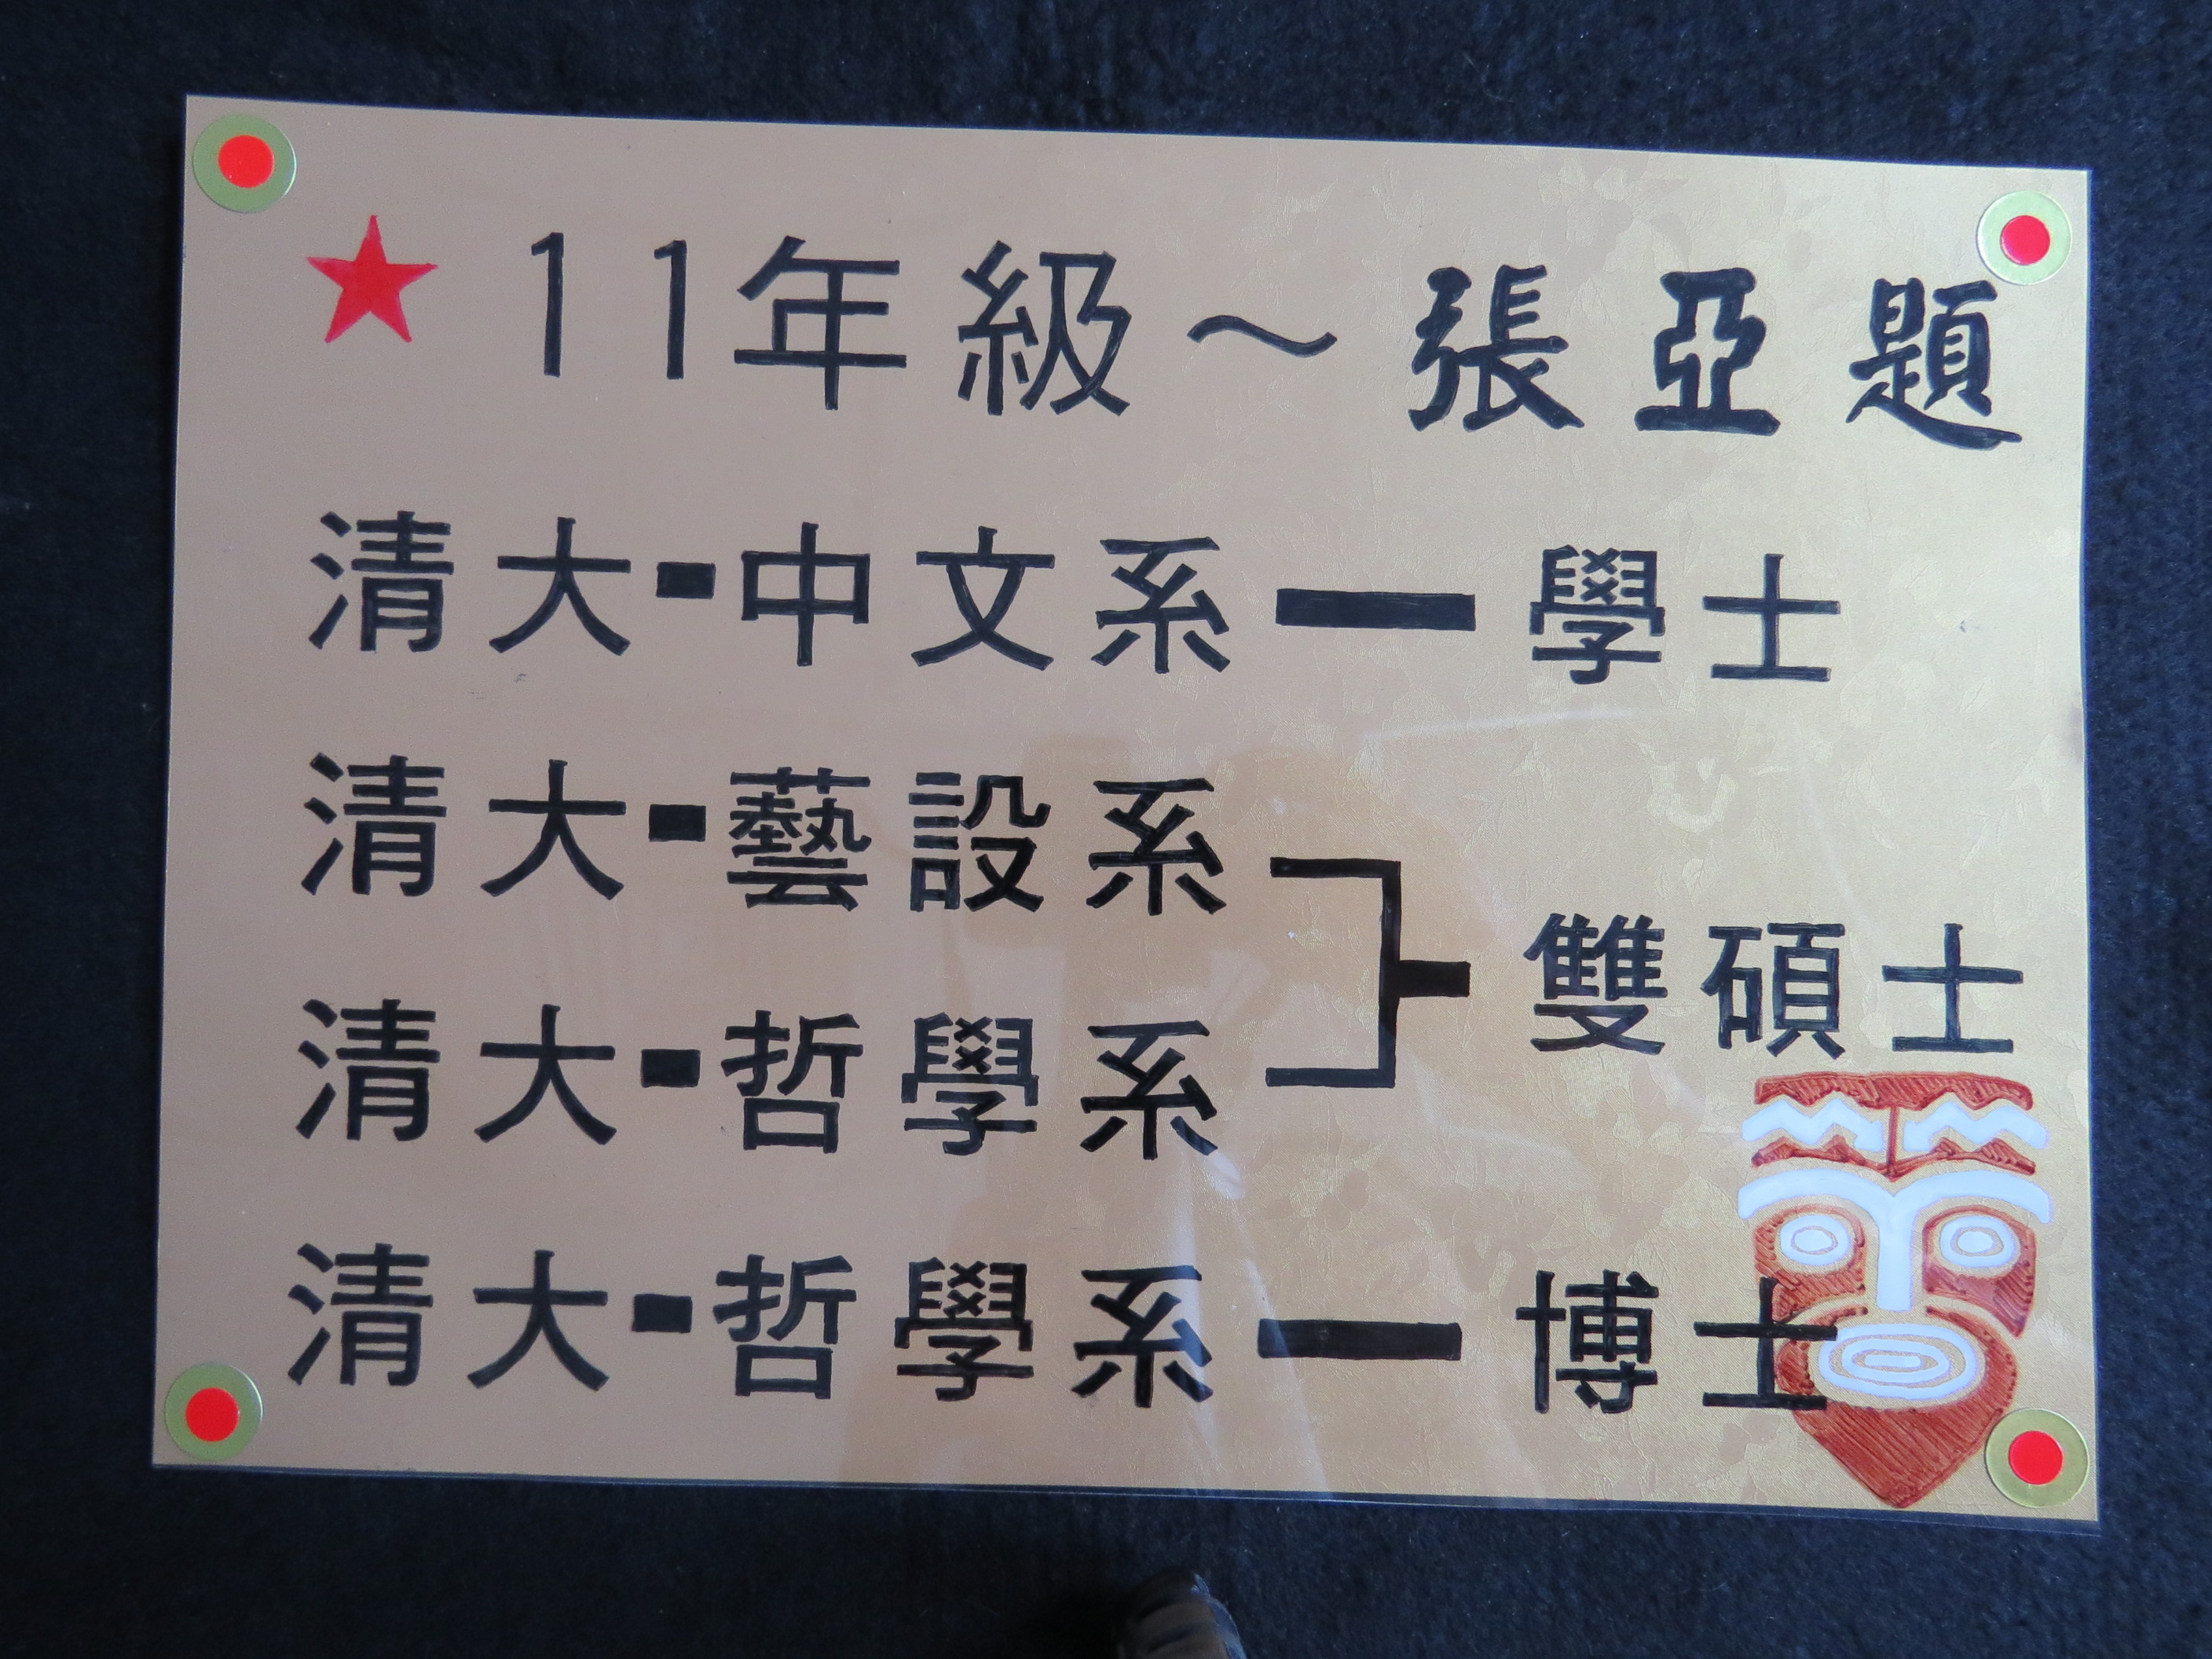 ★ 11年級～張亞題
清大-中文系—學士
清大-藝設系
雙碩士
清大-哲學系
清大-哲學系—博士